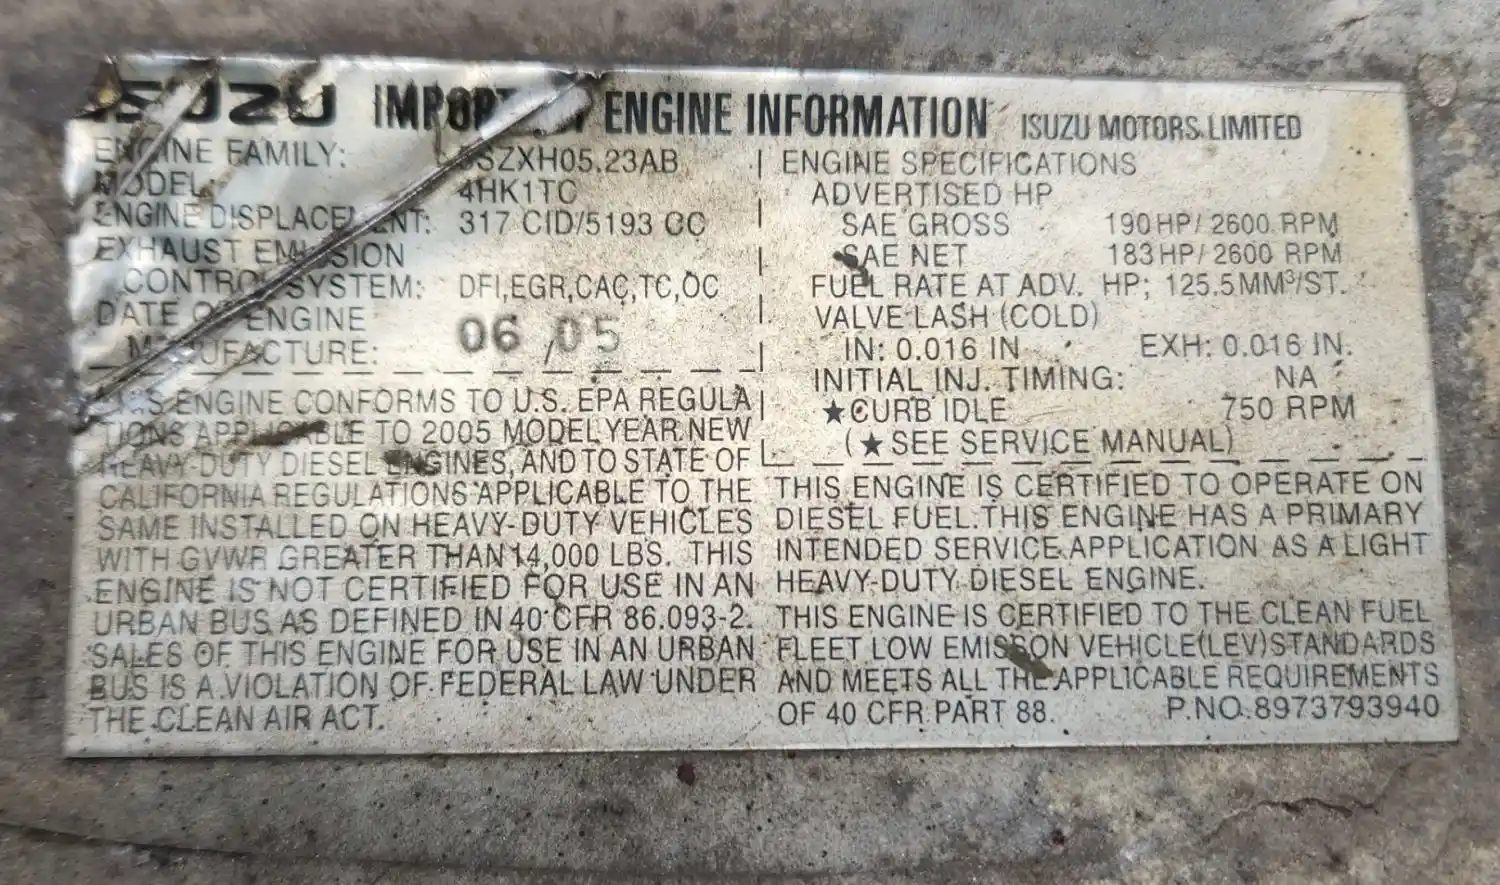 ISUZU IMPORTANT ENGINE INFORMATION ISUZU MOTORS LIMITED
ENGINE FAMILY: SZXH05.23AB
MODEL: 4HK1TC
ENGINE DISPLACEMENT: 317 CID/5193 CC
EXHAUST EMISSION
CONTROL SYSTEM: DFI,EGR,CAC,TC,OC
DATE OF ENGINE
MANUFACTURE: 06/05
THIS ENGINE CONFORMS TO U.S. EPA REGULA
TIONS APPLICABLE TO 2005 MODEL YEAR NEW
HEAVY-DUTY DIESEL ENGINES, AND TO STATE OF
CALIFORNIA REGULATIONS APPLICABLE TO THE
SAME INSTALLED ON HEAVY-DUTY VEHICLES
WITH GVWR GREATER THAN 14,000 LBS. THIS
ENGINE IS NOT CERTIFIED FOR USE IN AN
URBAN BUS AS DEFINED IN 40 CFR 86.093-2.
SALES OF THIS ENGINE FOR USE IN AN URBAN
BUS IS A VIOLATION OF FEDERAL LAW UNDER
THE CLEAN AIR ACT.
ENGINE SPECIFICATIONS
ADVERTISED HP
SAE GROSS 190 HP/ 2600 RPM
SAE NET 183 HP/ 2600 RPM
FUEL RATE AT ADV. HP; 125.5 MM³/ST.
VALVE LASH (COLD)
IN: 0.016 IN EXH: 0.016 IN.
INITIAL INJ. TIMING: NA
★CURB IDLE 750 RPM
(★SEE SERVICE MANUAL)
THIS ENGINE IS CERTIFIED TO OPERATE ON
DIESEL FUEL. THIS ENGINE HAS A PRIMARY
INTENDED SERVICE APPLICATION AS A LIGHT
HEAVY-DUTY DIESEL ENGINE.
THIS ENGINE IS CERTIFIED TO THE CLEAN FUEL
FLEET LOW EMISSON VEHICLE(LEV)STANDARDS
AND MEETS ALL THE APPLICABLE REQUIREMENTS
OF 40 CFR PART 88. P.NO.8973793940